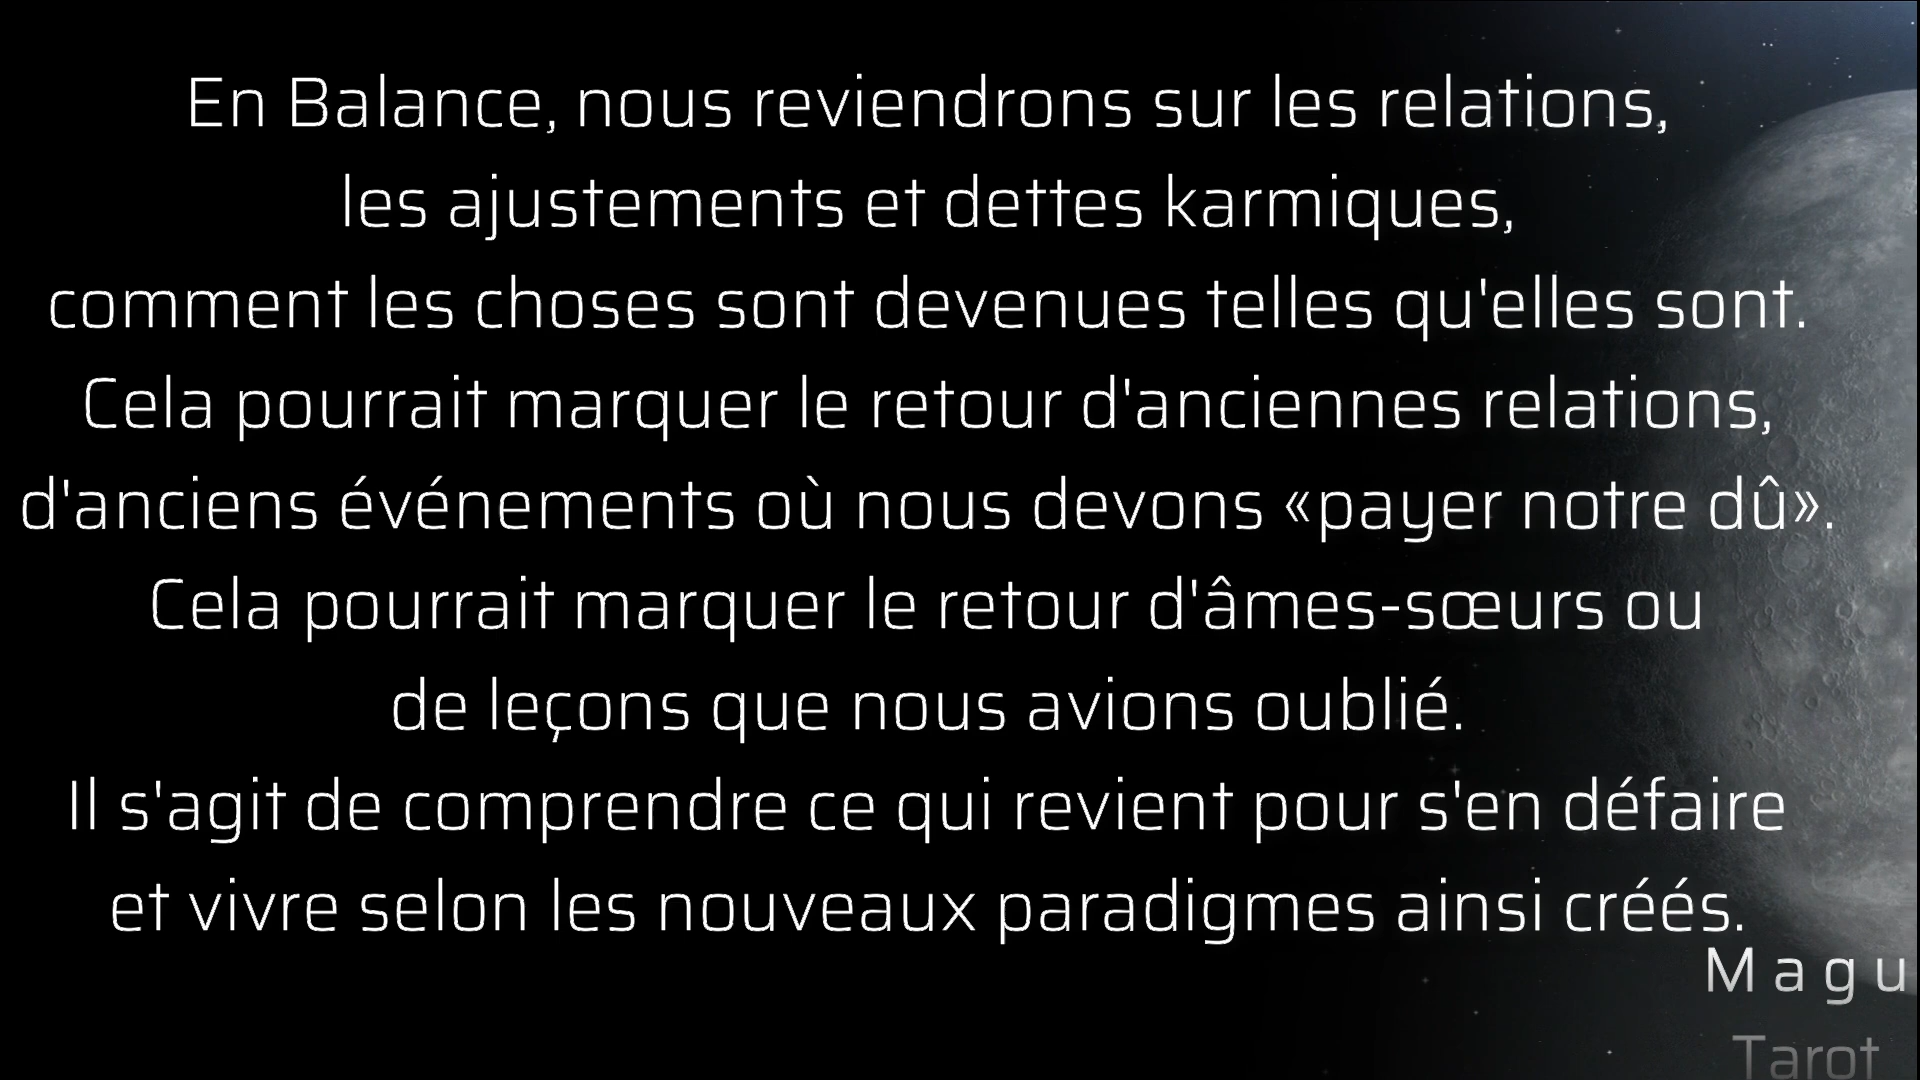 En Balance, nous reviendrons sur les relations,
les ajustements et dettes karmiques,
comment les choses sont devenues telles qu'elles sont.
Cela pourrait marquer le retour d'anciennes relations,
d'anciens événements où nous devons «payer notre dû».
Cela pourrait marquer le retour d'âmes-sœurs ou
de leçons que nous avions oublié.
Il s'agit de comprendre ce qui revient pour s'en défaire
et vivre selon les nouveaux paradigmes ainsi créés.
Magu
Tarot